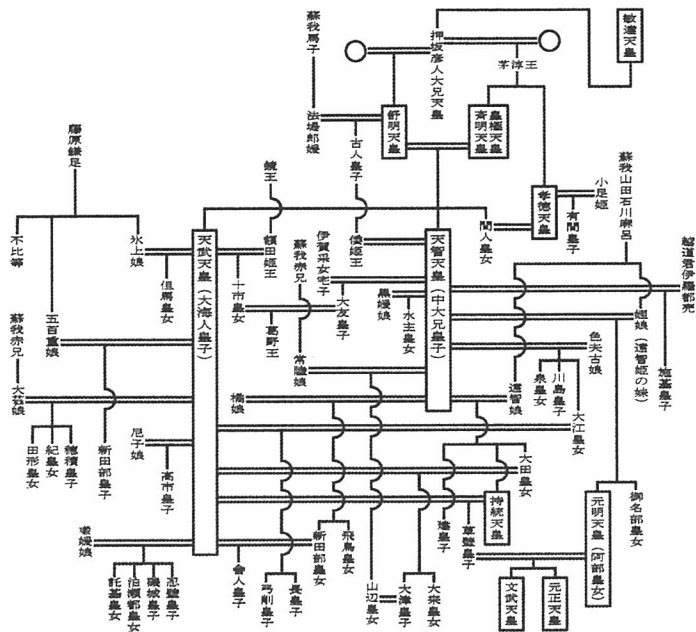 敏達天皇
押坂彦人大兄天皇
茅渟王
蘇我馬子
法堤郎媛
古人皇子
舒明天皇
皇極天皇
斉明天皇
孝徳天皇
小足姫
有間皇子
蘇我山田石川麻呂
越道君伊羅都売
藤原鎌足
不比等
五百重娘
氷上娘
但馬皇女
天武天皇(大海人皇子)
鏡王
額田姫王
十市皇女
葛野王
伊賀采女宅子
大友皇子
倭姫王
天智天皇(中大兄皇子)
間人皇女
黒媛娘
水主皇女
蘇我赤兄
常陸娘
橘娘
遠智娘
色夫古娘
泉皇女
川島皇子
大江皇女
姪娘(遠智姫の妹)
施基皇子
蘇我赤兄
大蕤娘
田形皇女
紀皇女
穂積皇子
新田部皇子
尼子娘
高市皇子
大田皇女
持統天皇
建皇子
草壁皇子
元明天皇(阿部皇女)
御名部皇女
文武天皇
元正天皇
託基皇女
泊瀬部皇女
磯城皇子
忍壁皇子
舎人皇子
新田部皇女
飛鳥皇女
弓削皇子
長皇子
山辺皇女
大津皇子
大来皇女